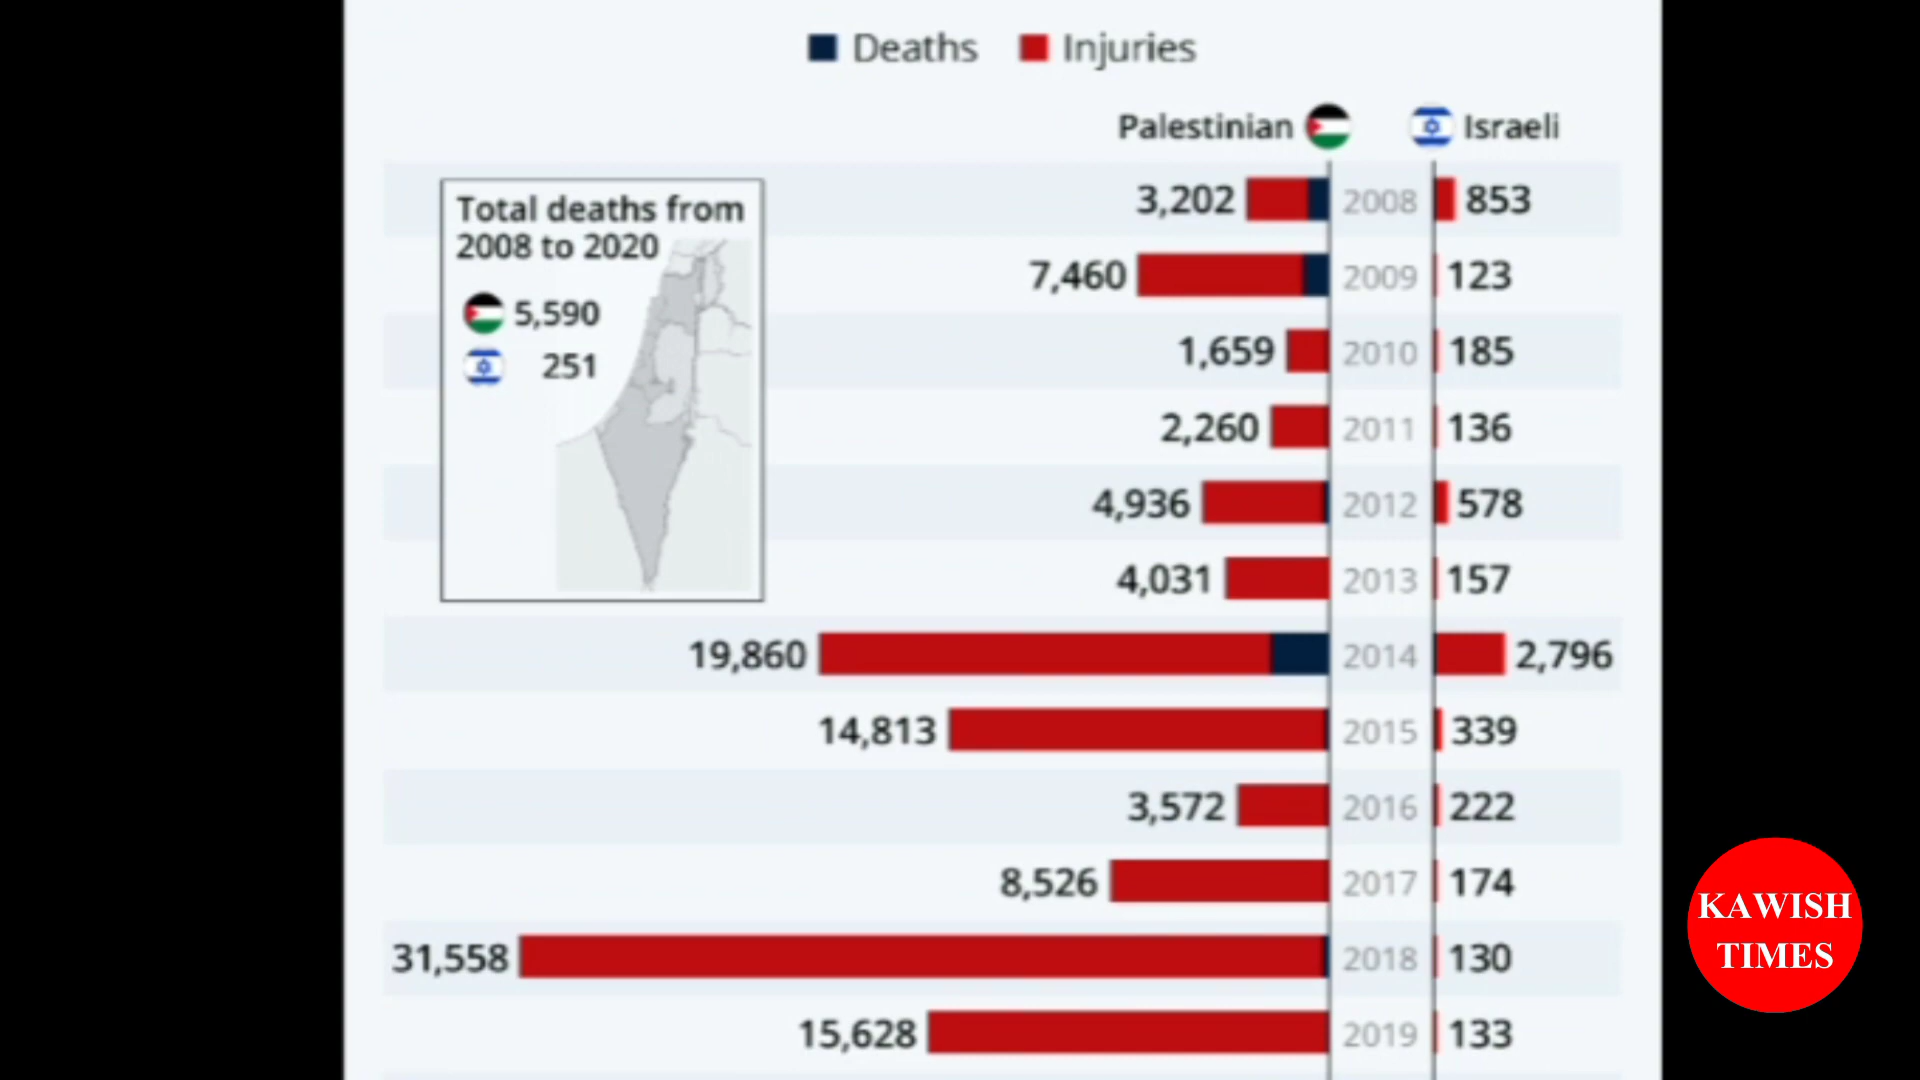 Deaths Injuries
Palestinian Israeli
Total deaths from
2008 to 2020
5,590
251
3,202 2008 853
7,460 2009 123
1,659 2010 185
2,260 2011 136
4,936 2012 578
4,031 2013 157
19,860 2014 2,796
14,813 2015 339
3,572 2016 222
8,526 2017 174
31,558 2018 130
15,628 2019 133
KAWISH
TIMES